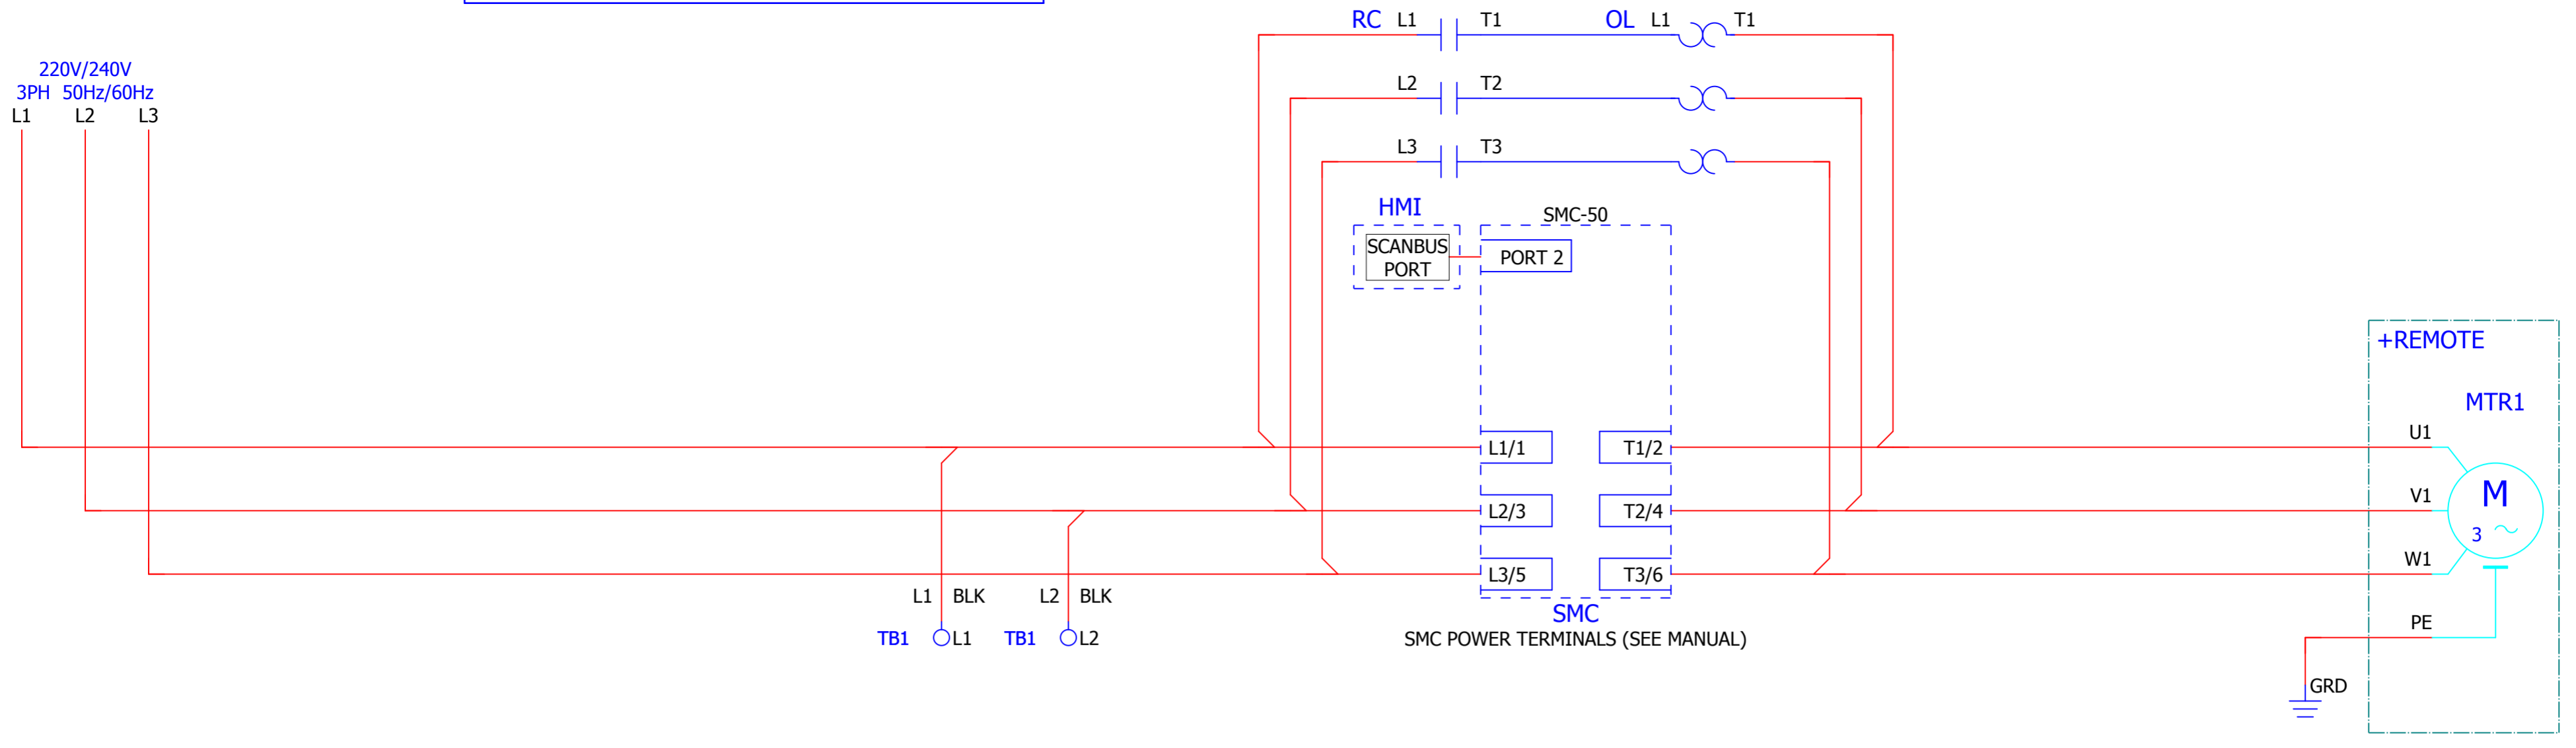 RC L1 T1 OL L1 T1
220V/240V
3PH 50Hz/60Hz
L1 L2 L3
L2 T2
L3 T3
HMI
SMC-50
SCANBUS
PORT
PORT 2
+REMOTE
MTR1
U1
L1/1 T1/2
V1
M
3
L2/3 T2/4
W1
L3/5 T3/6
L1 BLK L2 BLK
SMC
TB1 L1 TB1 L2
SMC POWER TERMINALS (SEE MANUAL)
PE
GRD